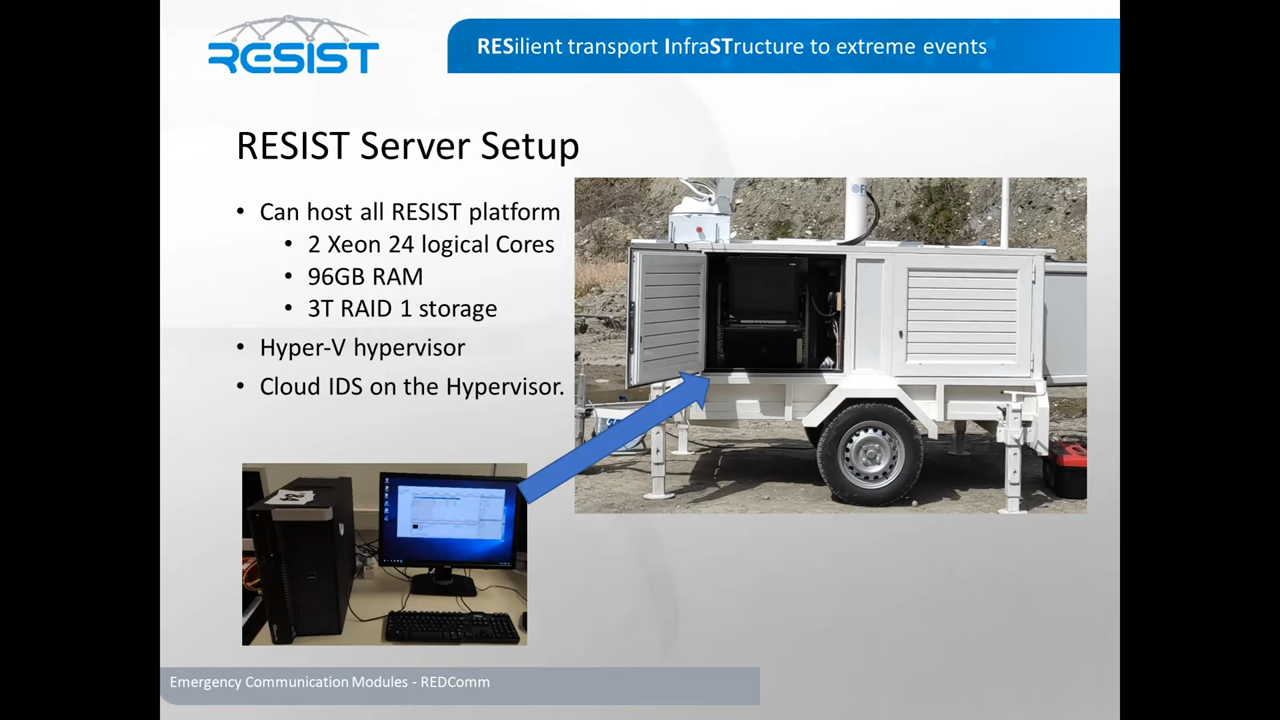 RESIST
RESilient transport InfraSTructure to extreme events
RESIST Server Setup
• Can host all RESIST platform
• 2 Xeon 24 logical Cores
• 96GB RAM
• 3T RAID 1 storage
• Hyper-V hypervisor
• Cloud IDS on the Hypervisor.
Emergency Communication Modules - REDComm